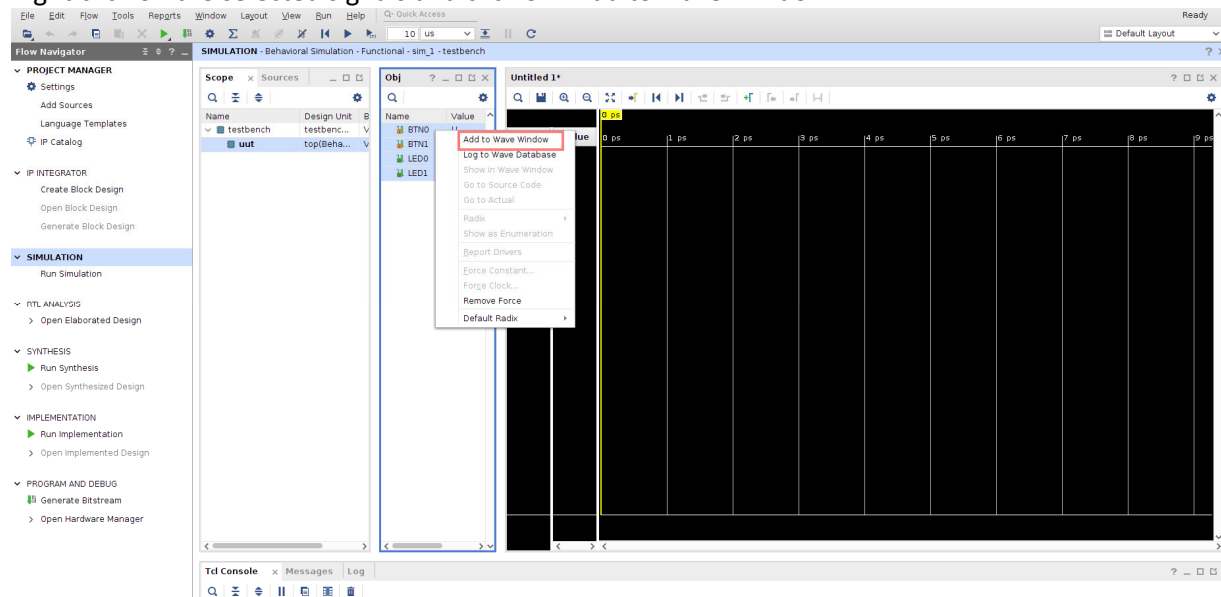 File Edit Flow Tools Reports Window Layout View Run Help Q- Quick Access Ready
10 us Default Layout
Flow Navigator ? _ SIMULATION - Behavioral Simulation - Functional - sim_1 - testbench ?
PROJECT MANAGER
Settings
Add Sources
Language Templates
IP Catalog
IP INTEGRATOR
Create Block Design
Open Block Design
Generate Block Design
SIMULATION
Run Simulation
RTL ANALYSIS
Open Elaborated Design
SYNTHESIS
Run Synthesis
Open Synthesized Design
IMPLEMENTATION
Run Implementation
Open Implemented Design
PROGRAM AND DEBUG
Generate Bitstream
Open Hardware Manager
Scope x Sources
Name Design Unit B
testbench testbenc... V
uut top(Beha... V
Obj ?
Name Value
BTN0 U
BTN1
LED0
LED1
Add to Wave Window
Log to Wave Database
Show in Wave Window
Go to Source Code
Go to Actual
Radix
Show as Enumeration
Report Drivers
Force Constant...
Force Clock...
Remove Force
Default Radix
Untitled 1* ?
0 ps
lue 0 ps 1 ps 2 ps 3 ps 4 ps 5 ps 6 ps 7 ps 8 ps 9 ps
Tcl Console x Messages Log ?